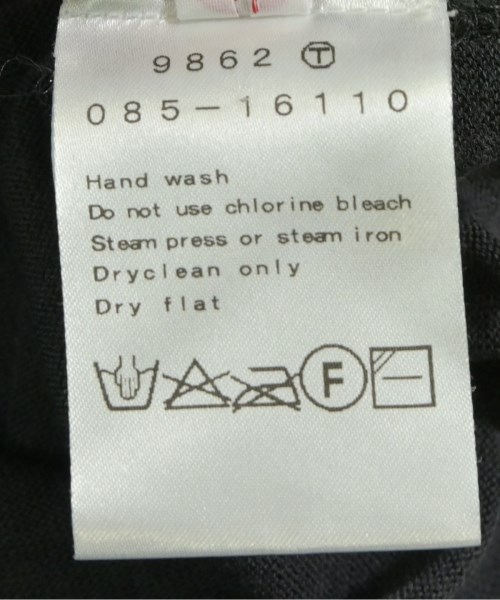 9862 Ⓣ
085-16110
Hand wash
Do not use chlorine bleach
Steam press or steam iron
Dryclean only
Dry flat
F